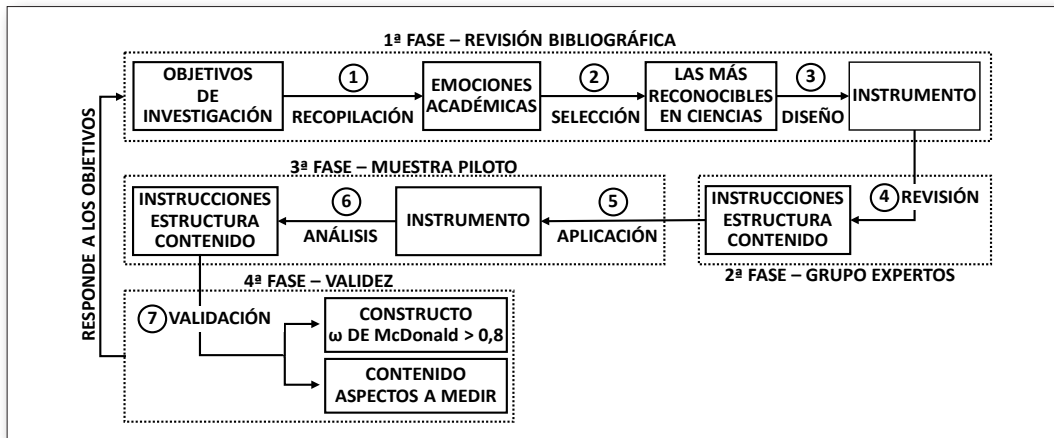 1ª FASE – REVISIÓN BIBLIOGRÁFICA
OBJETIVOS
DE
INVESTIGACIÓN
1
RECOPILACIÓN
EMOCIONES
ACADÉMICAS
2
SELECCIÓN
LAS MÁS
RECONOCIBLES
EN CIENCIAS
3
DISEÑO
INSTRUMENTO
4 REVISIÓN
INSTRUCCIONES
ESTRUCTURA
CONTENIDO
2ª FASE – GRUPO EXPERTOS
3ª FASE – MUESTRA PILOTO
5
APLICACIÓN
INSTRUMENTO
6
ANÁLISIS
INSTRUCCIONES
ESTRUCTURA
CONTENIDO
4ª FASE – VALIDEZ
7 VALIDACIÓN
CONSTRUCTO
ω DE McDonald > 0,8
CONTENIDO
ASPECTOS A MEDIR
RESPONDE A LOS OBJETIVOS